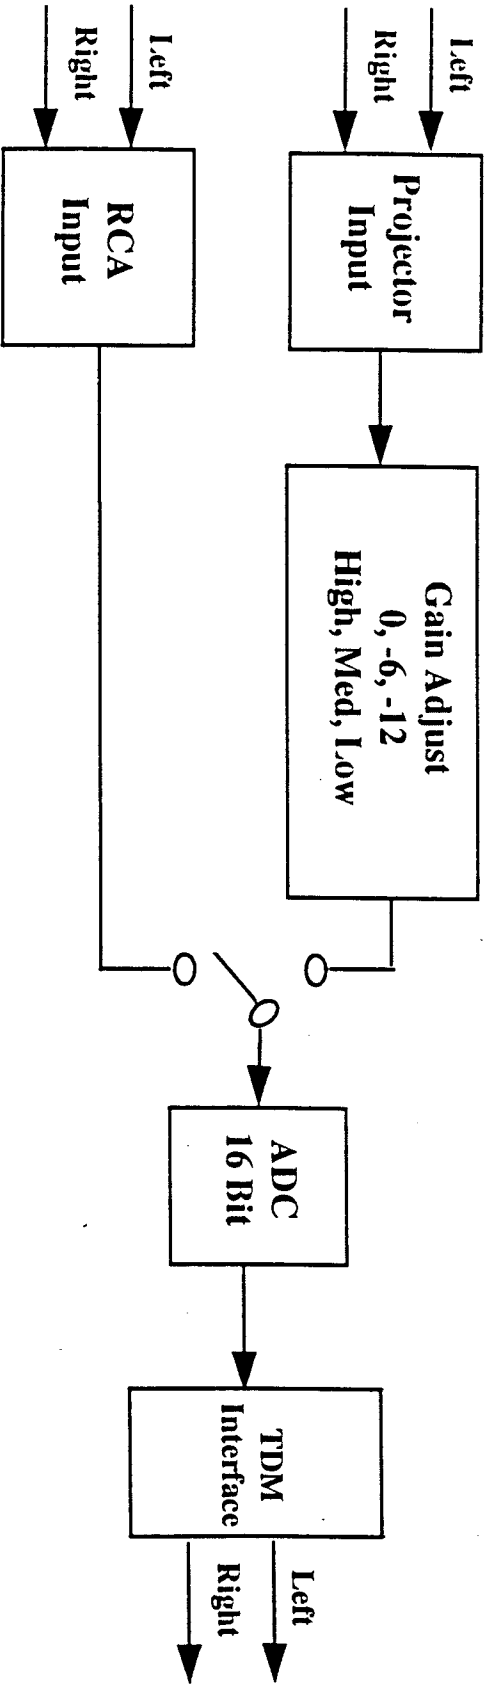 Left
Right
Projector
Input
Gain Adjust
0, -6, -12
High, Med, Low
Left
Right
RCA
Input
ADC
16 Bit
TDM
Interface
Left
Right